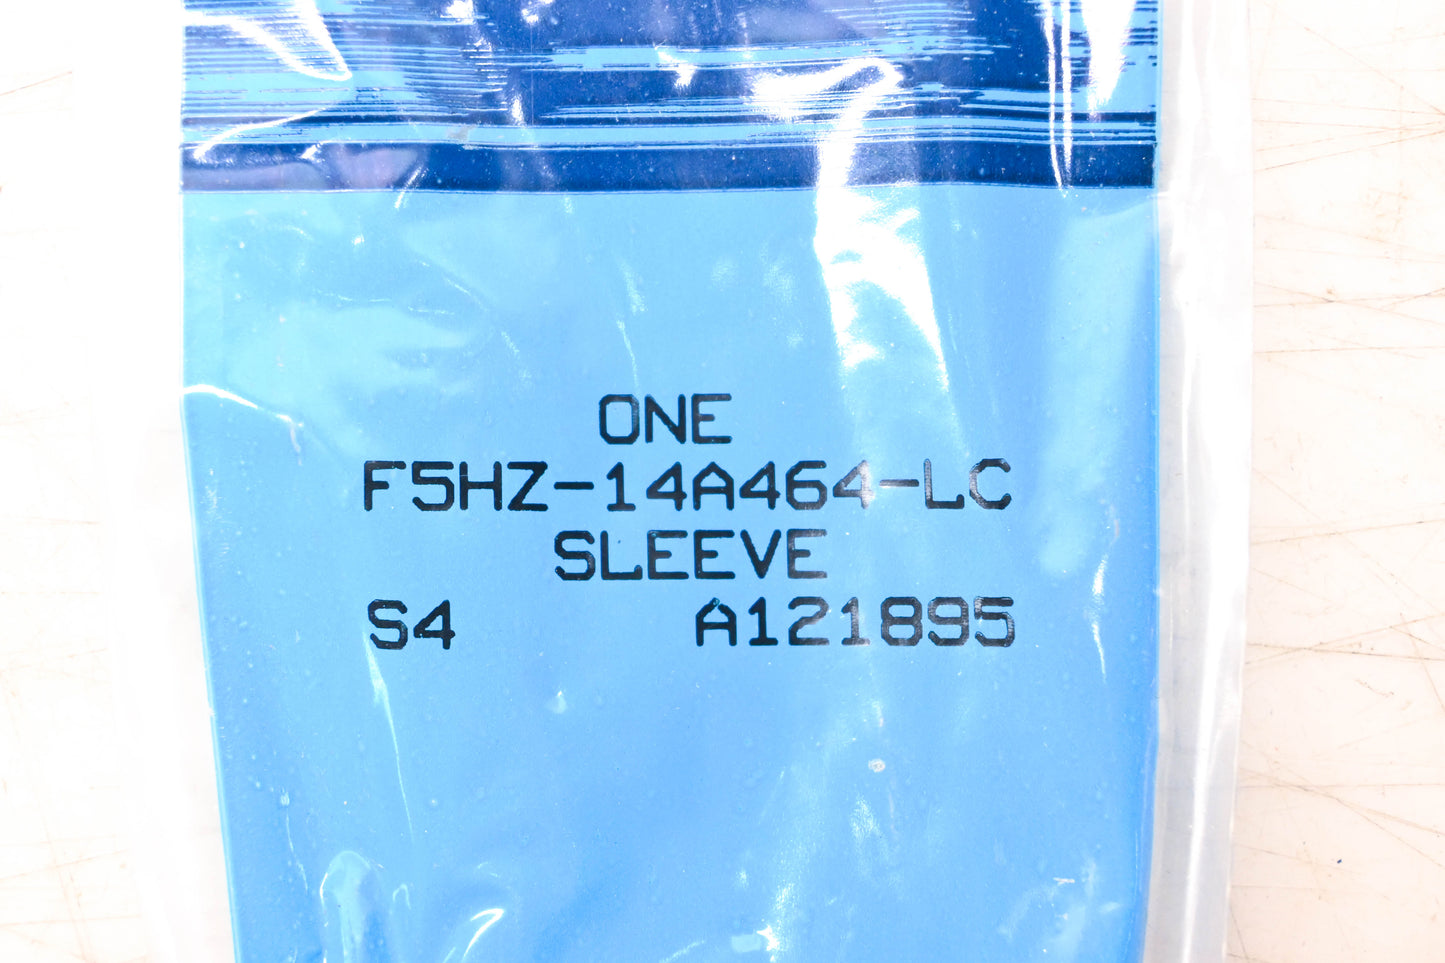 ONE
F5HZ-14A464-LC
SLEEVE
S4 A121895